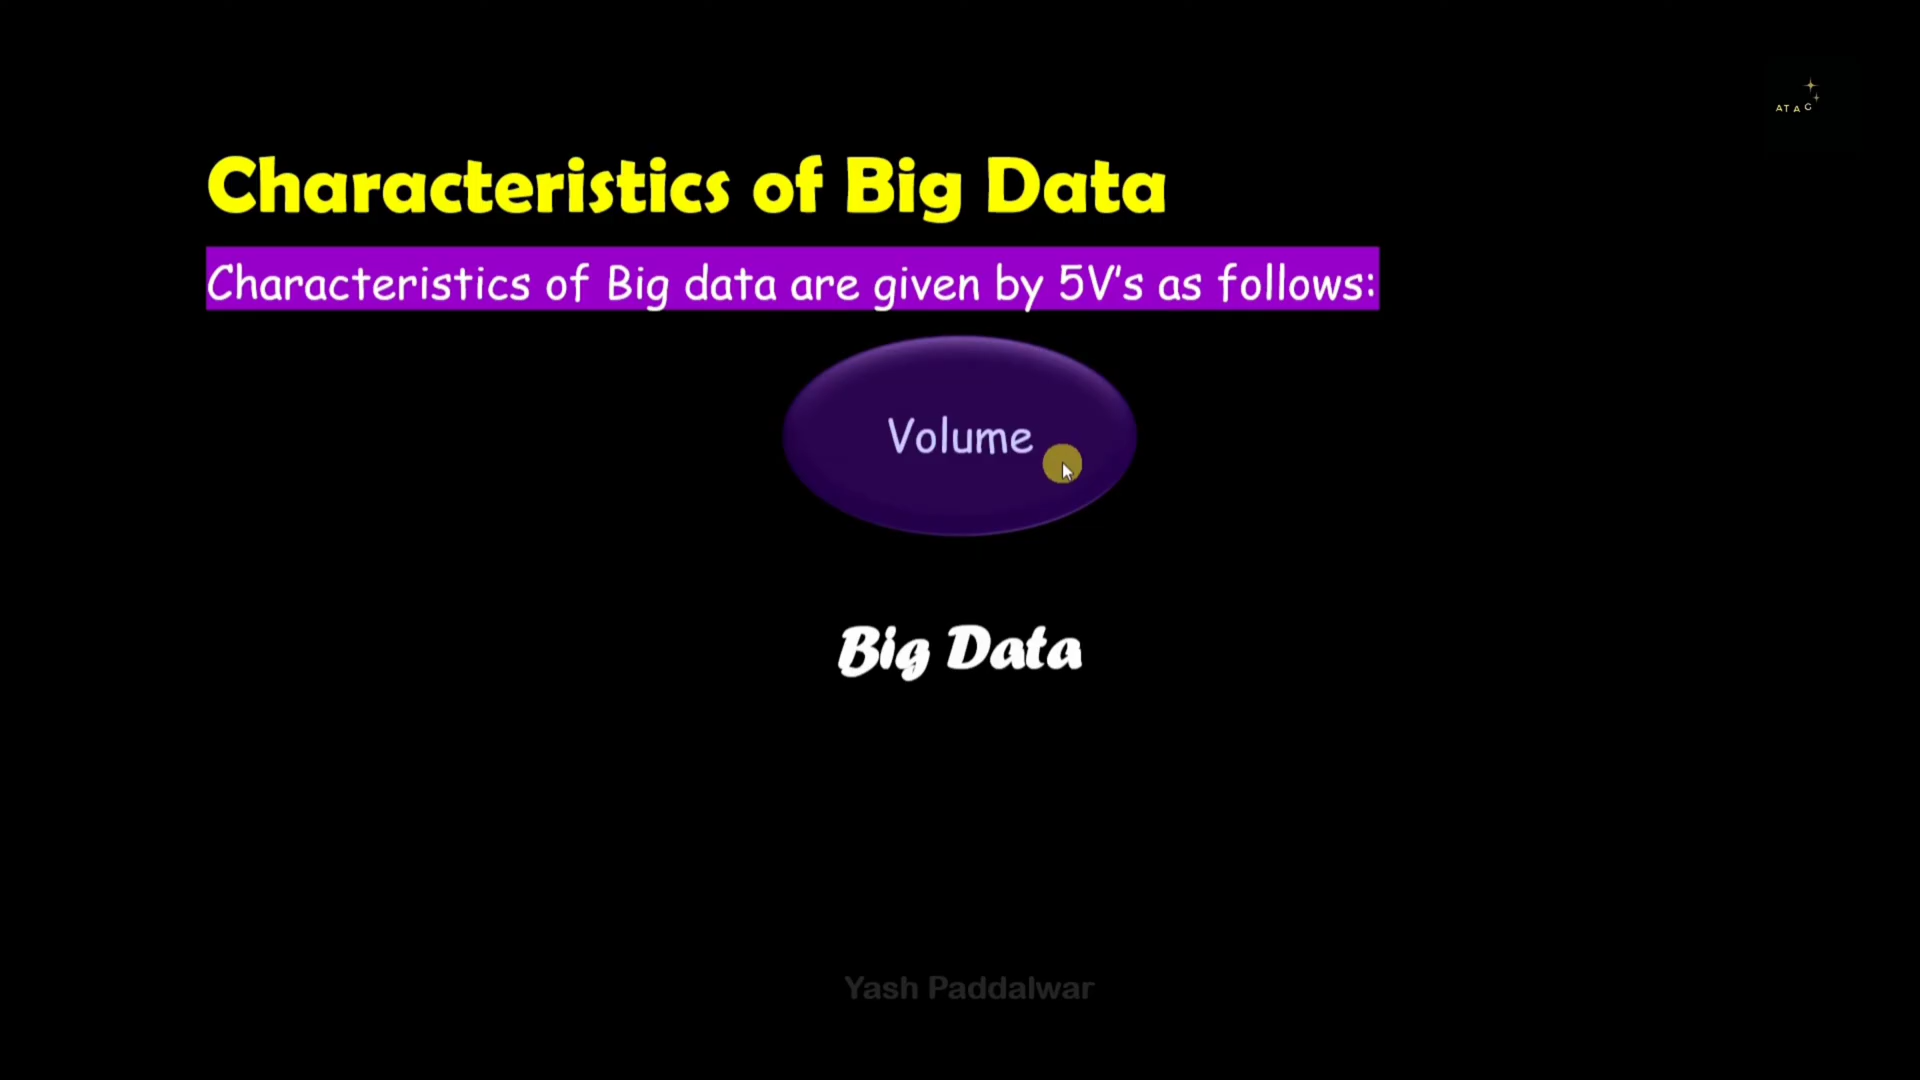 ATAG
Characteristics of Big Data
Characteristics of Big data are given by 5V's as follows:
Volume
Big Data
Yash Paddalwar